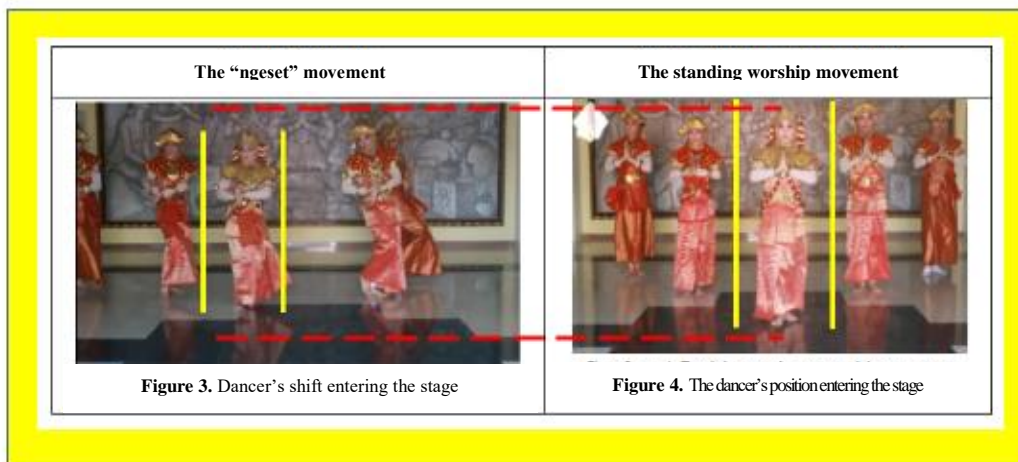 The “ngeset” movement
The standing worship movement
Figure 3. Dancer’s shift entering the stage
Figure 4. The dancer’s position entering the stage